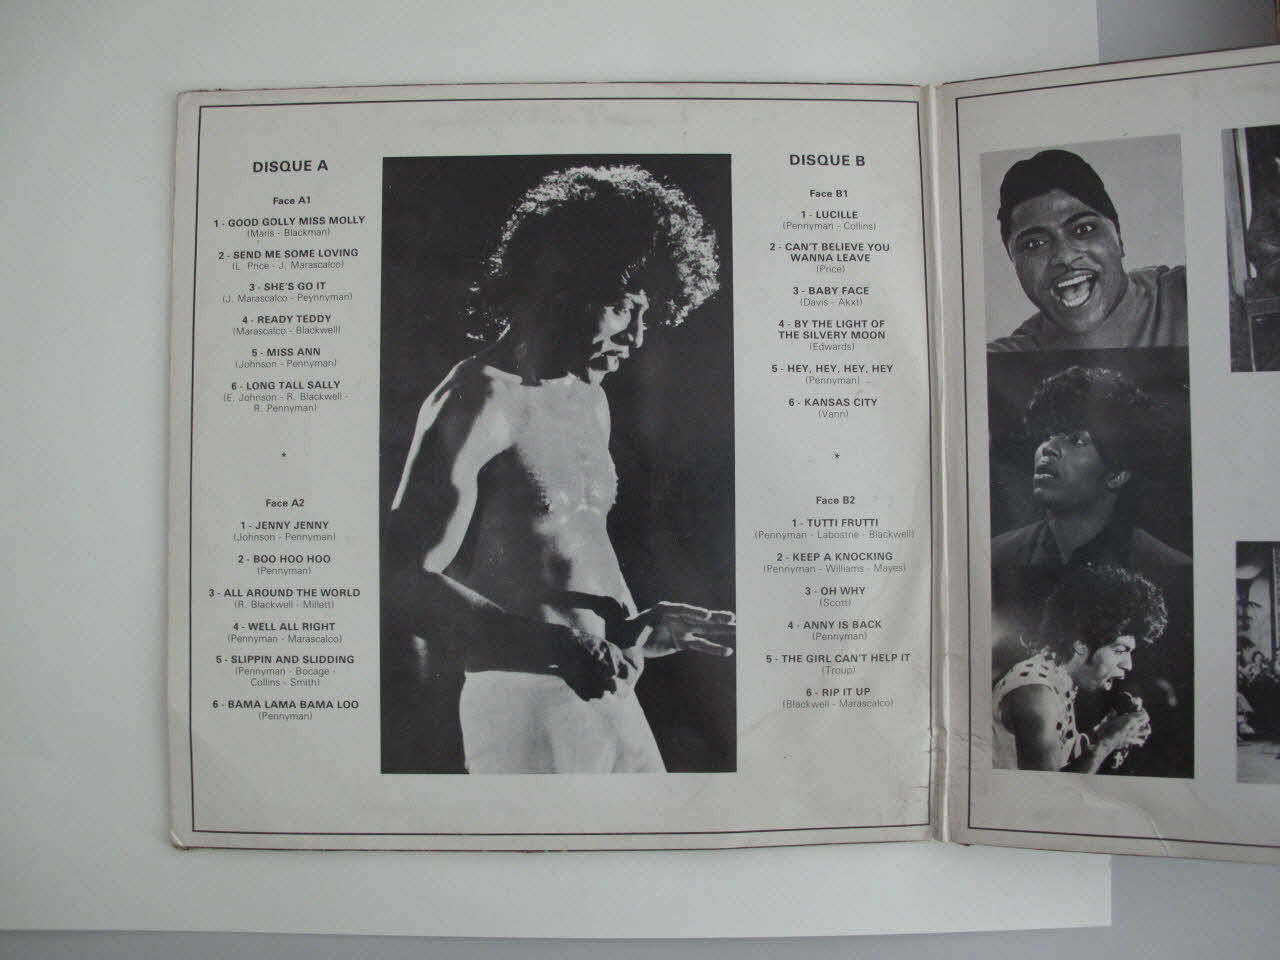 DISQUE A
Face A1
1 - GOOD GOLLY MISS MOLLY
(Maris - Blackman)
2 - SEND ME SOME LOVING
(L. Price - J. Marascalco)
3 - SHE'S GO IT
(J. Marascalco - Peynnyman)
4 - READY TEDDY
(Marascalco - Blackwell)
5 - MISS ANN
(Johnson - Pennyman)
6 - LONG TALL SALLY
(E. Johnson - R. Blackwell -
R. Pennyman)
*
Face A2
1 - JENNY JENNY
(Johnson - Pennyman)
2 - BOO HOO HOO
(Pennyman)
3 - ALL AROUND THE WORLD
(R. Blackwell - Millett)
4 - WELL ALL RIGHT
(Pennyman - Marascalco)
5 - SLIPPIN AND SLIDDING
(Pennyman - Bocage -
Collins - Smith)
6 - BAMA LAMA BAMA LOO
(Pennyman)
DISQUE B
Face B1
1 - LUCILLE
(Pennyman - Collins)
2 - CAN'T BELIEVE YOU
WANNA LEAVE
(Price)
3 - BABY FACE
(Davis - Akxt)
4 - BY THE LIGHT OF
THE SILVERY MOON
(Edwards)
5 - HEY, HEY, HEY, HEY
(Pennyman)
6 - KANSAS CITY
(Vann)
*
Face B2
1 - TUTTI FRUTTI
(Pennyman - Labostne - Blackwell)
2 - KEEP A KNOCKING
(Pennyman - Williams - Mayes)
3 - OH WHY
(Scott)
4 - ANNY IS BACK
(Pennyman)
5 - THE GIRL CAN'T HELP IT
(Troup)
6 - RIP IT UP
(Blackwell - Marascalco)